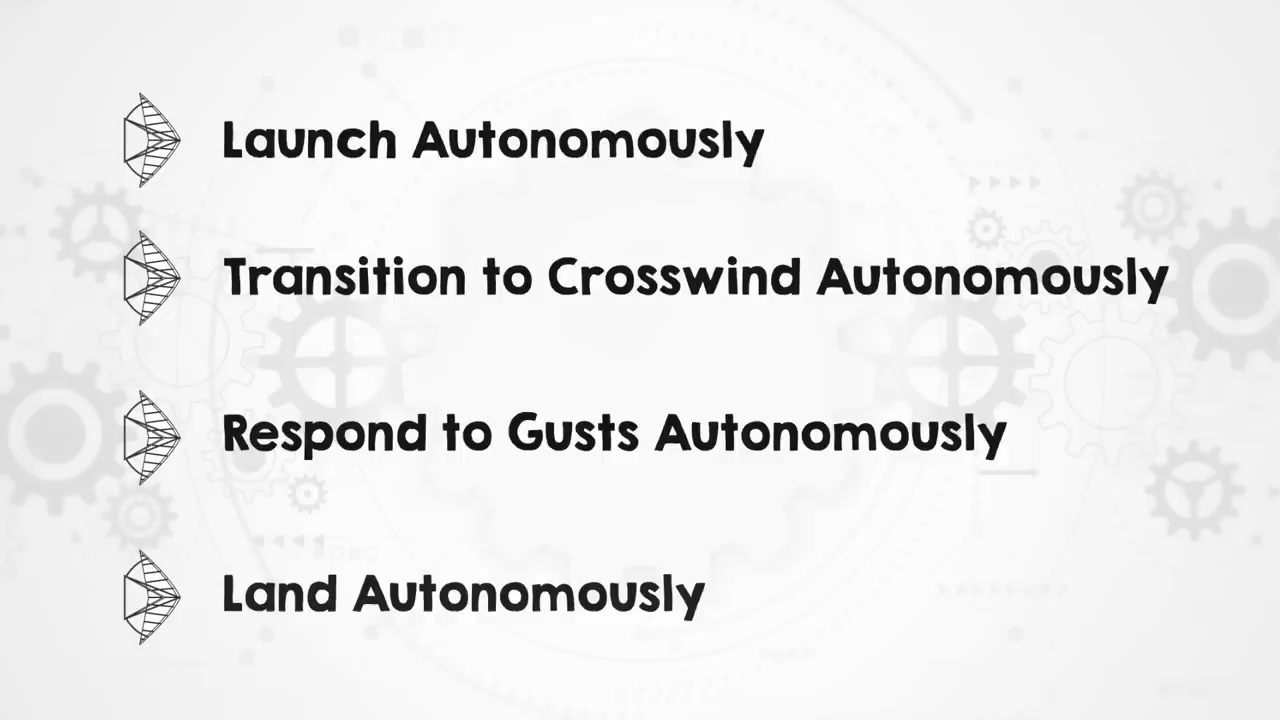 Launch Autonomously
Transition to Crosswind Autonomously
Respond to Gusts Autonomously
Land Autonomously